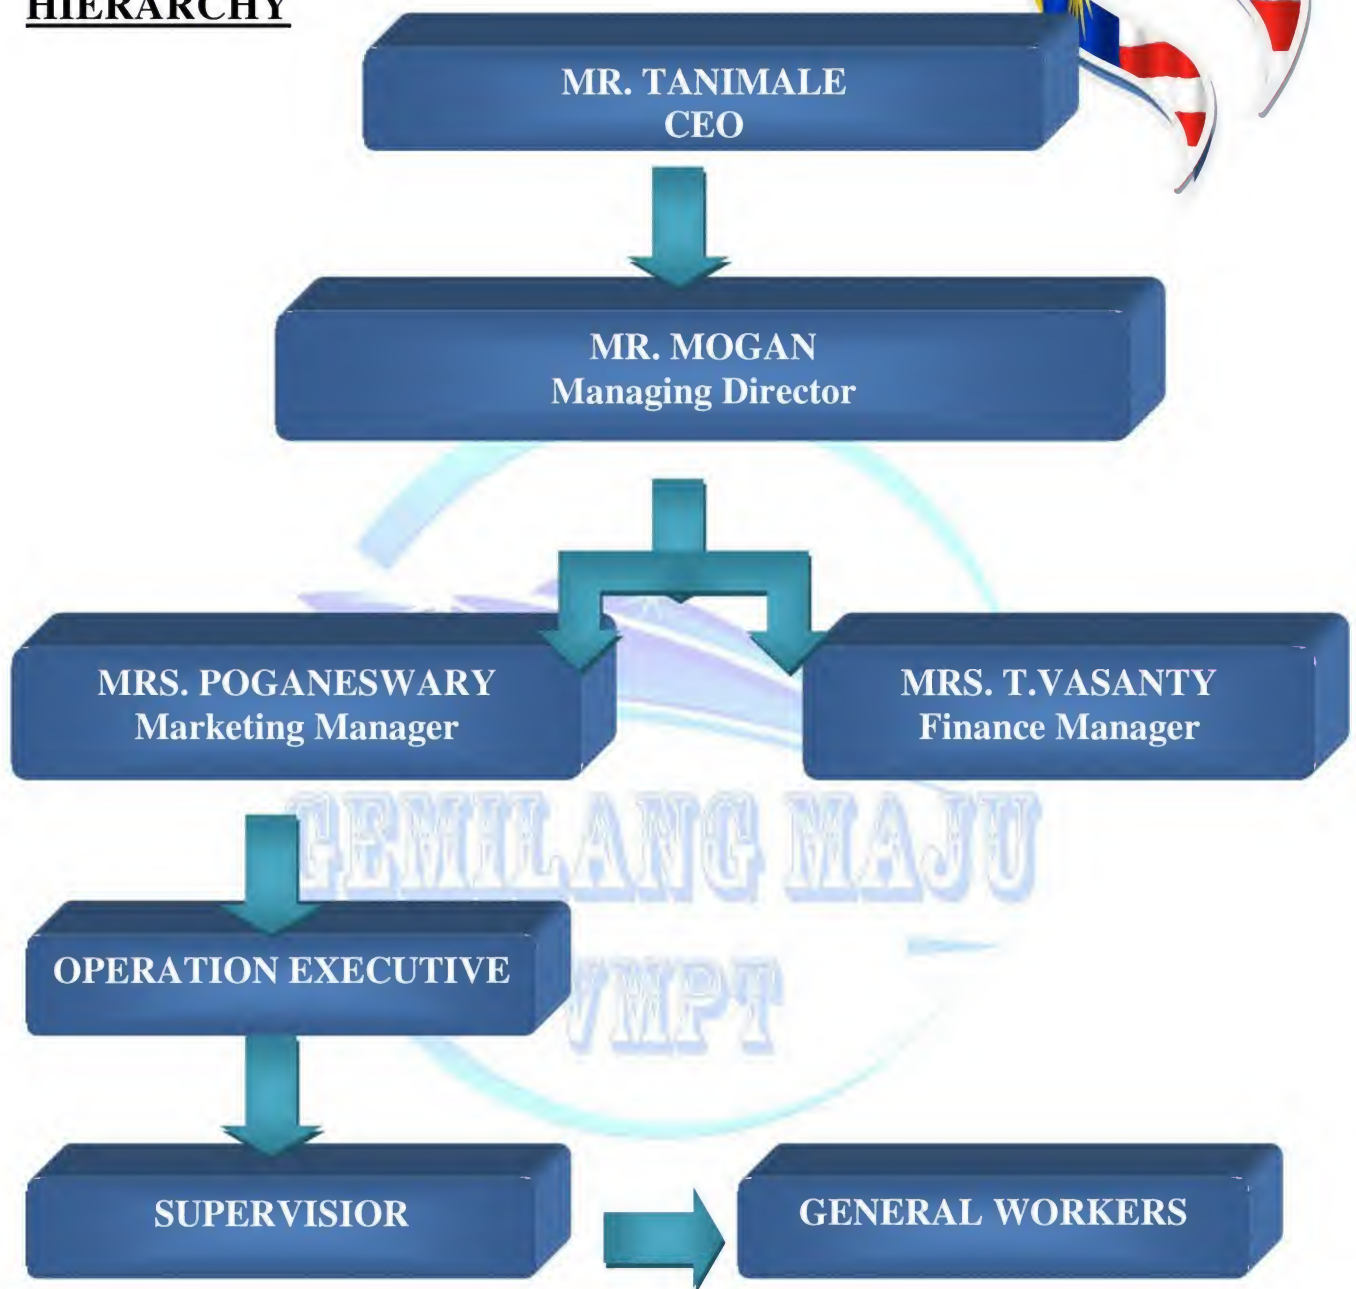 HIERARCHY
MR. TANIMALE
CEO
MR. MOGAN
Managing Director
MRS. POGANESWARY
Marketing Manager
MRS. T.VASANTY
Finance Manager
GEMILANG MAJU
VMPT
OPERATION EXECUTIVE
SUPERVISIOR
GENERAL WORKERS